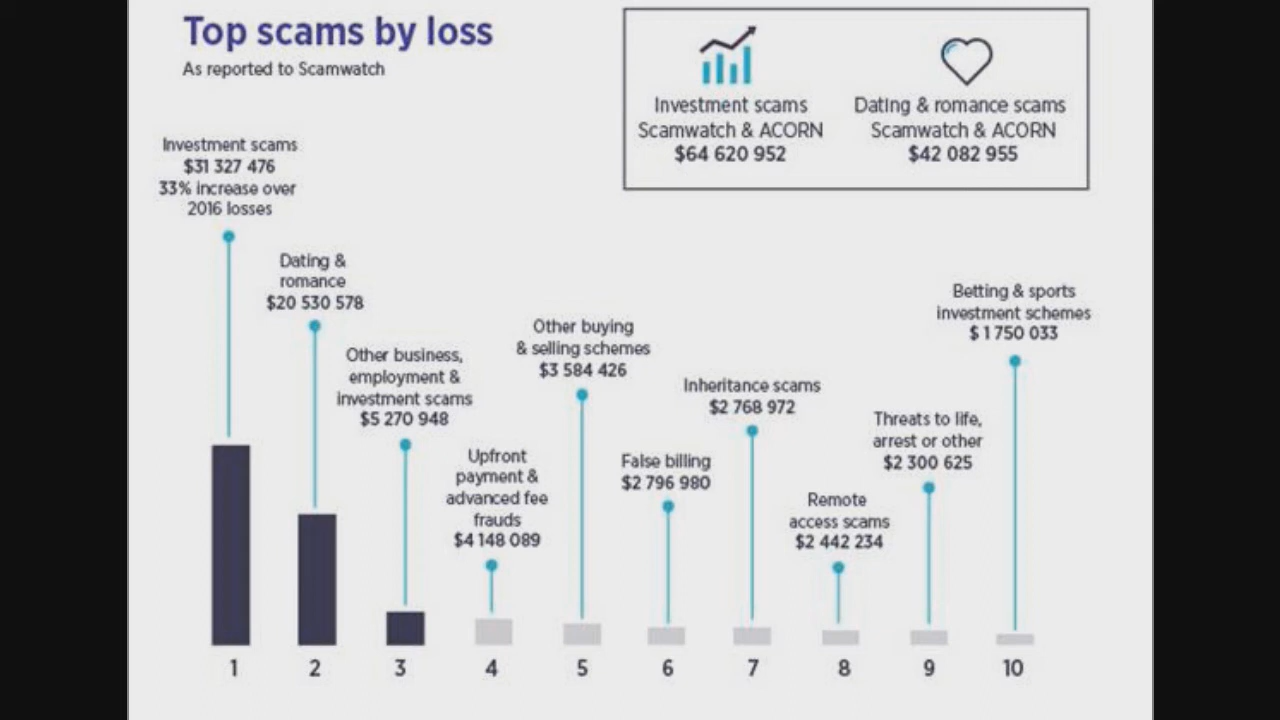 Top scams by loss
As reported to Scamwatch
Investment scams
Scamwatch & ACORN
$64 620 952
Dating & romance scams
Scamwatch & ACORN
$42 082 955
Investment scams
$31 327 476
33% increase over
2016 losses
Dating &
romance
$20 530 578
Other business,
employment &
investment scams
$5 270 948
Upfront
payment &
advanced fee
frauds
$4 148 089
Other buying
& selling schemes
$3 584 426
False billing
$2 796 980
Inheritance scams
$2 768 972
Remote
access scams
$2 442 234
Threats to life,
arrest or other
$2 300 625
Betting & sports
investment schemes
$ 1 750 033
1 2 3 4 5 6 7 8 9 10